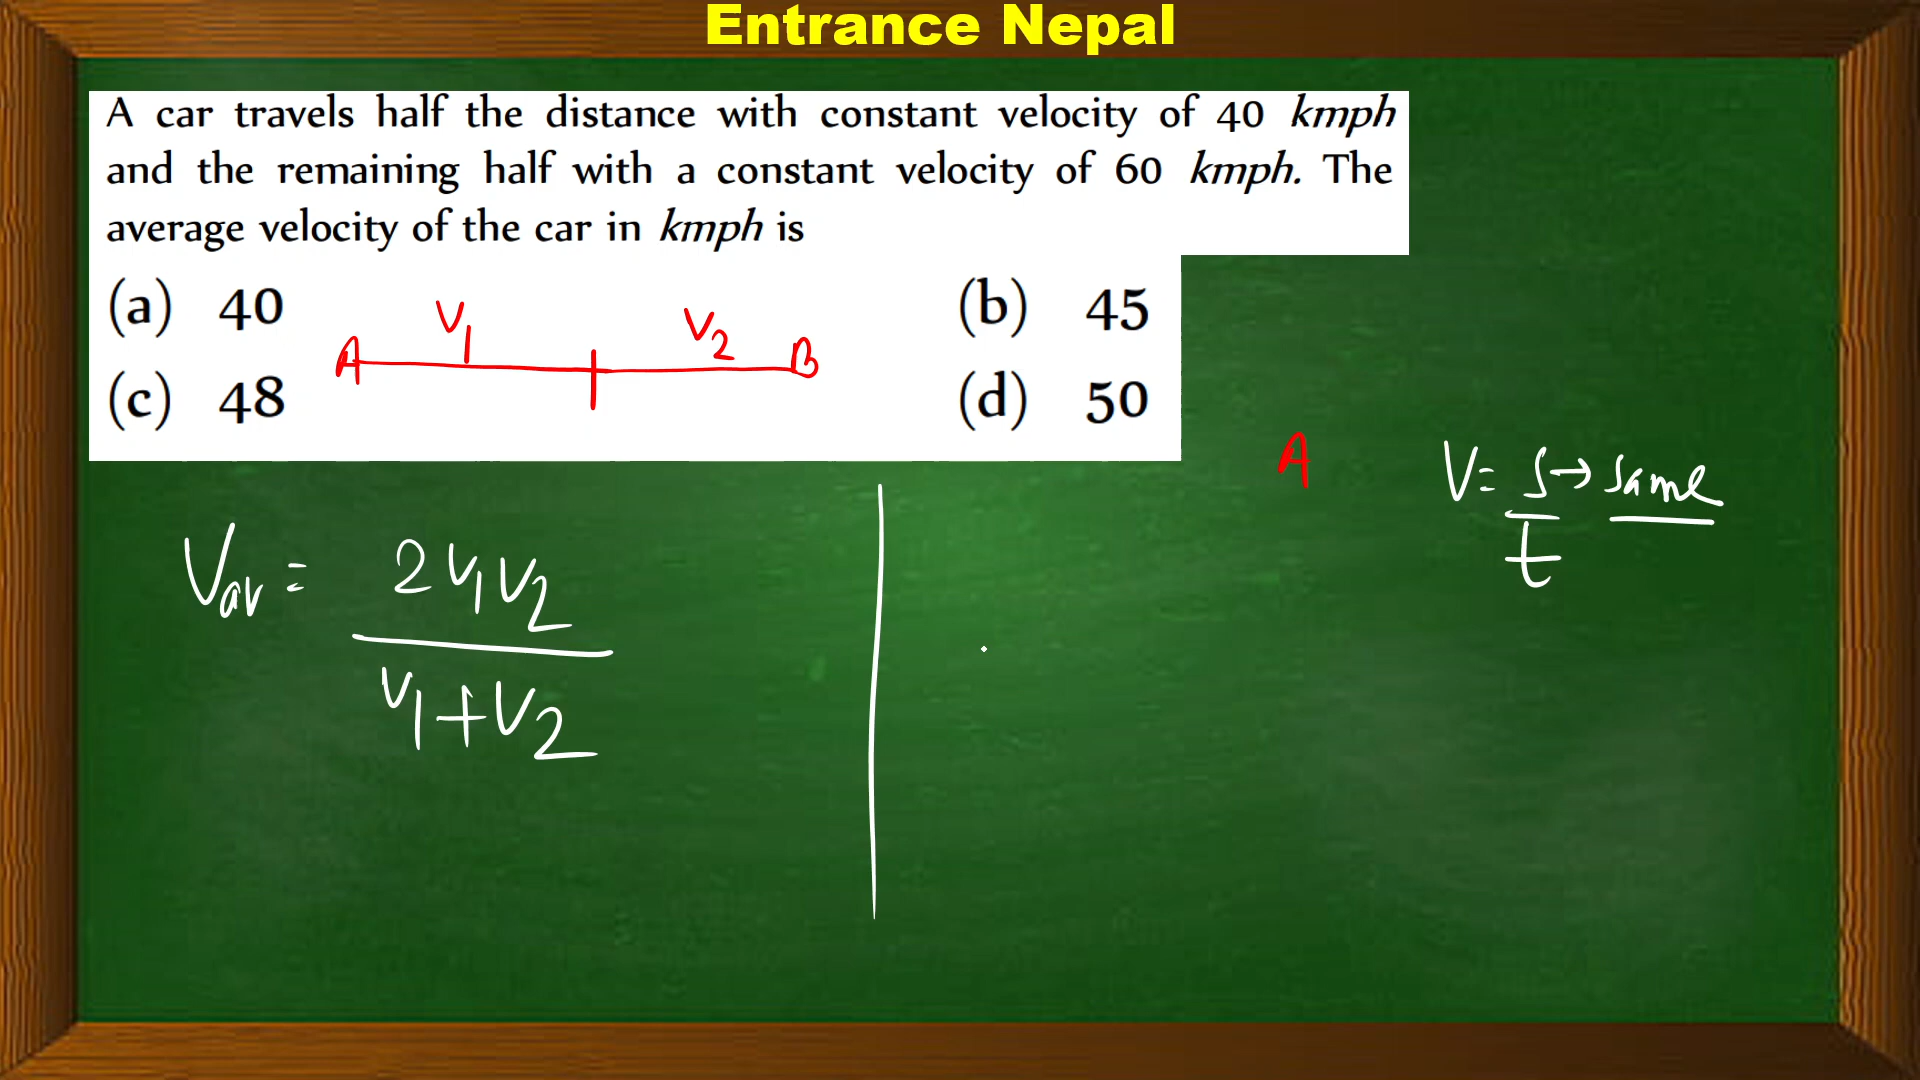 Entrance Nepal
A car travels half the distance with constant velocity of 40 kmph
and the remaining half with a constant velocity of 60 kmph. The
average velocity of the car in kmph is
(a) 40
(b) 45
(c) 48
(d) 50
V1
V2
A
B
A
V = S → same
t
Vav = 2V1V2
V1+V2